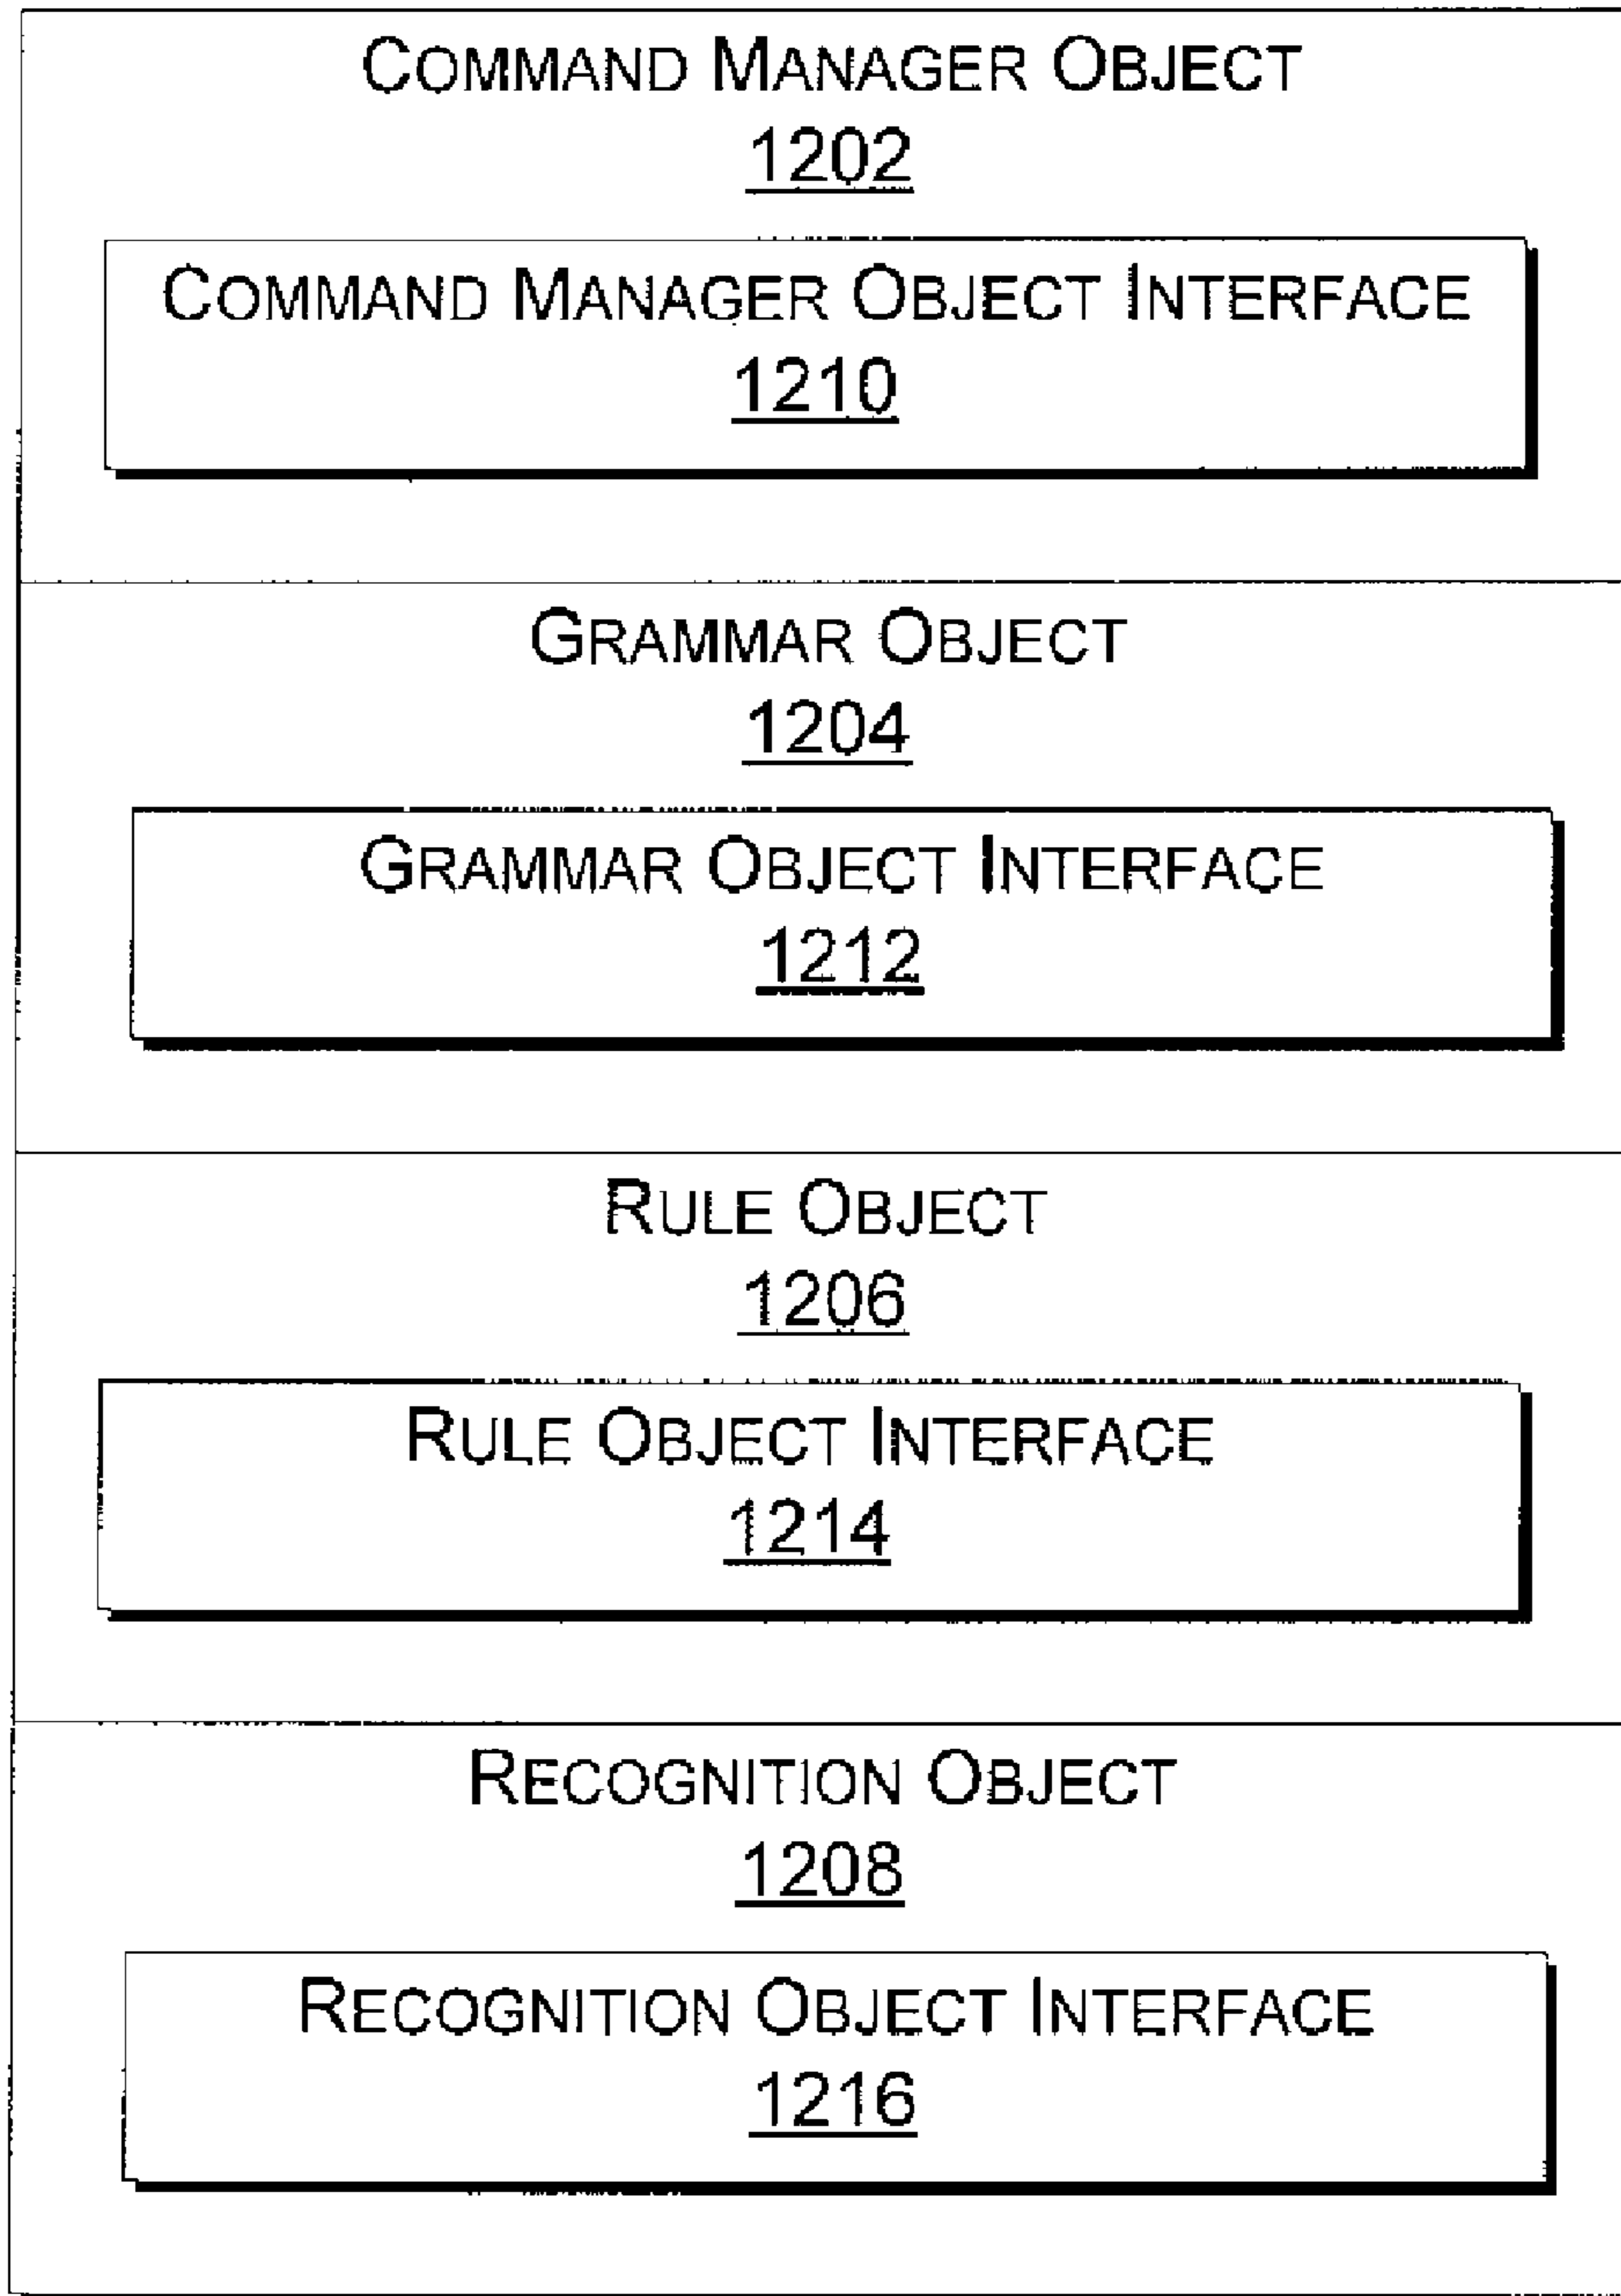 COMMAND MANAGER OBJECT
1202
COMMAND MANAGER OBJECT INTERFACE
1210
GRAMMAR OBJECT
1204
GRAMMAR OBJECT INTERFACE
1212
RULE OBJECT
1206
RULE OBJECT INTERFACE
1214
RECOGNITION OBJECT
1208
RECOGNITION OBJECT INTERFACE
1216